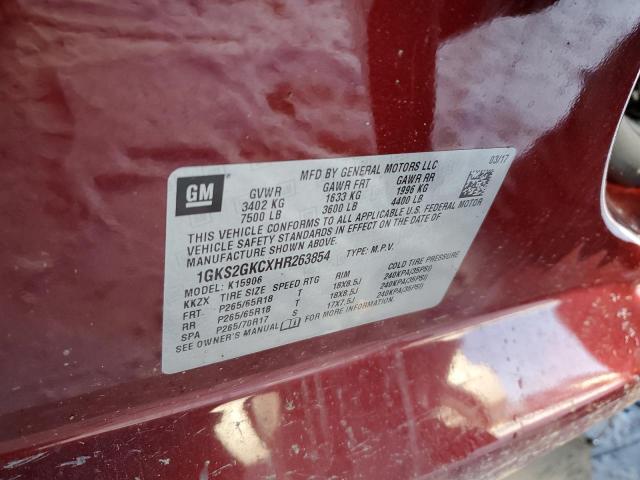 GM
MFD BY GENERAL MOTORS LLC 03/17
GVWR GAWR FRT GAWR RR
3402 KG 1633 KG 1996 KG
7500 LB 3600 LB 4400 LB
THIS VEHICLE CONFORMS TO ALL APPLICABLE U.S. FEDERAL MOTOR
VEHICLE SAFETY STANDARDS IN EFFECT ON THE DATE OF
MANUFACTURE SHOWN ABOVE.
1GKS2GKCXHR263854 TYPE: M.P.V.
MODEL: K15906
KKZX TIRE SIZE SPEED RTG RIM COLD TIRE PRESSURE
FRT P265/65R18 T 18X8.5J 240KPA(35PSI)
RR P265/65R18 T 18X8.5J 240KPA(35PSI)
SPA P265/70R17 S 17X7.5J 240KPA(35PSI)
SEE OWNER'S MANUAL